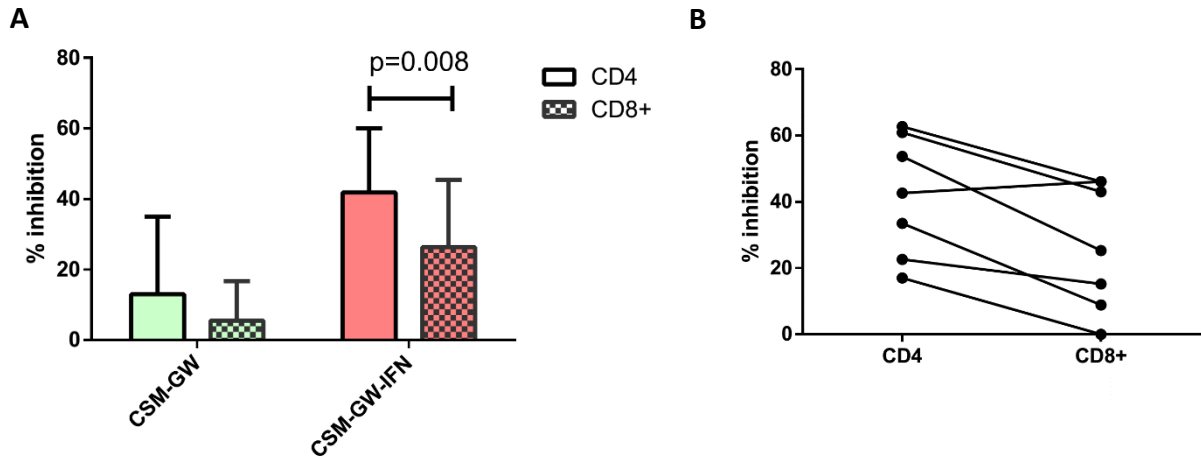 A
% inhibition
80
60
40
20
0
p=0.008
CSM-GW
CSM-GW-IFN
CD4
CD8+
B
% inhibition
80
60
40
20
0
CD4
CD8+